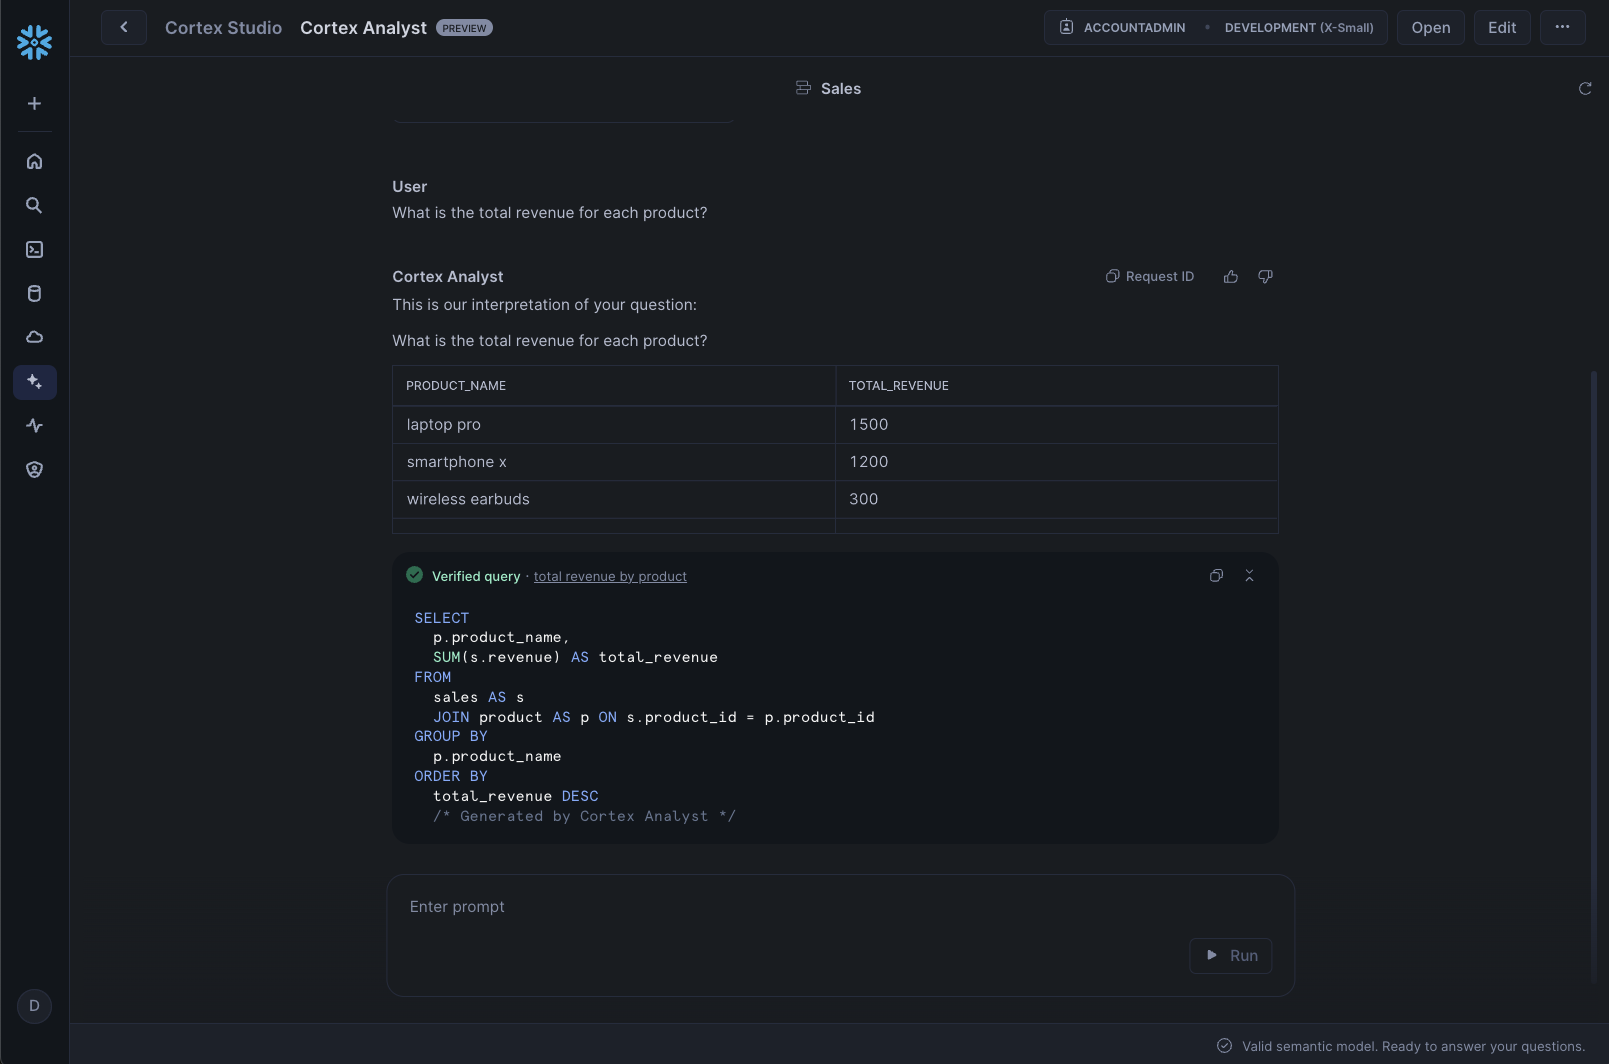 Cortex Studio Cortex Analyst PREVIEW ACCOUNTADMIN • DEVELOPMENT (X-Small) Open Edit ...
Sales
User
What is the total revenue for each product?
Cortex Analyst Request ID
This is our interpretation of your question:
What is the total revenue for each product?
PRODUCT_NAME TOTAL_REVENUE
laptop pro 1500
smartphone x 1200
wireless earbuds 300
Verified query · total revenue by product
SELECT
p.product_name,
SUM(s.revenue) AS total_revenue
FROM
sales AS s
JOIN product AS p ON s.product_id = p.product_id
GROUP BY
p.product_name
ORDER BY
total_revenue DESC
/* Generated by Cortex Analyst */
Enter prompt
Run
D
Valid semantic model. Ready to answer your questions.